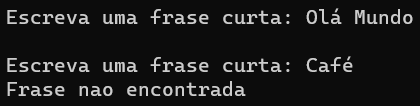 Escreva uma frase curta: Olá Mundo
Escreva uma frase curta: Café
Frase nao encontrada